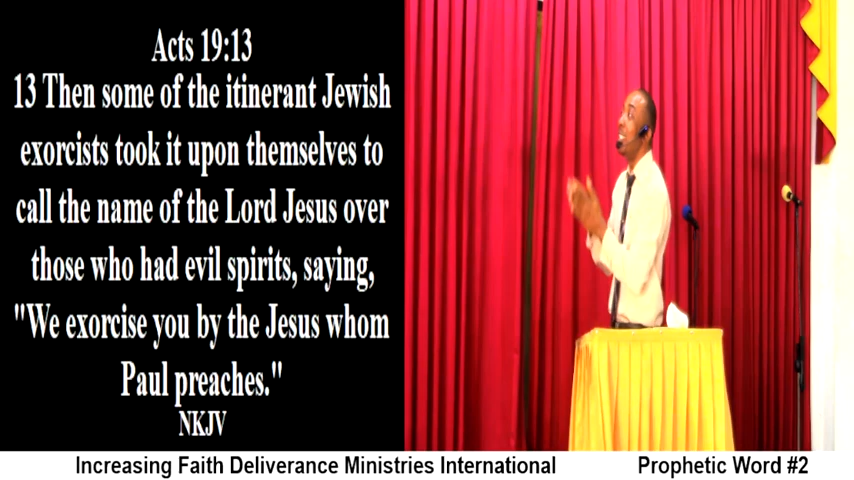 Acts 19:13
13 Then some of the itinerant Jewish
exorcists took it upon themselves to
call the name of the Lord Jesus over
those who had evil spirits, saying,
"We exorcise you by the Jesus whom
Paul preaches."
NKJV
Increasing Faith Deliverance Ministries International Prophetic Word #2